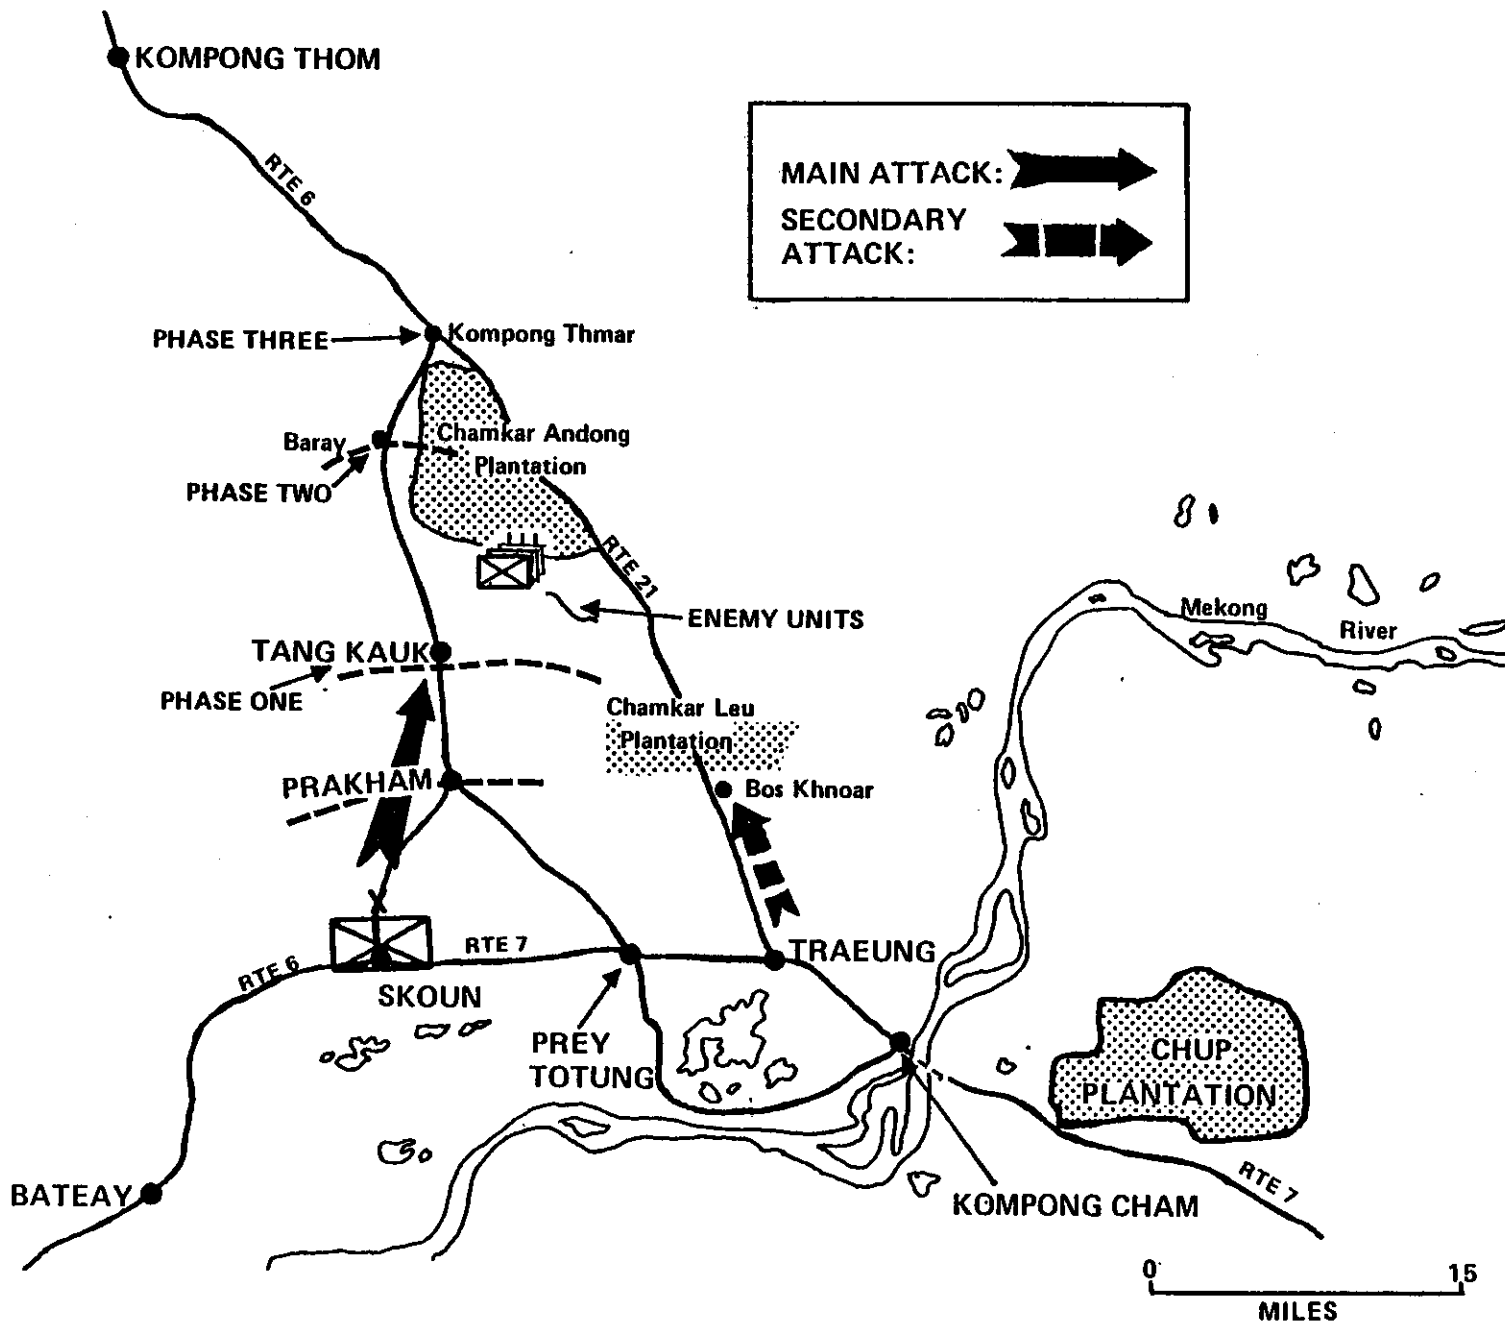 KOMPONG THOM
RTE 6
MAIN ATTACK:
SECONDARY
ATTACK:
PHASE THREE
Kompong Thmar
Baray
Chamkar Andong
Plantation
PHASE TWO
RTE 21
ENEMY UNITS
Mekong
River
TANG KAUK
PHASE ONE
Chamkar Leu
Plantation
PRAKHAM
Bos Khnoar
X
RTE 7
TRAEUNG
RTE 6
SKOUN
PREY
TOTUNG
CHUP
PLANTATION
BATEAY
KOMPONG CHAM
RTE 7
0 15
MILES